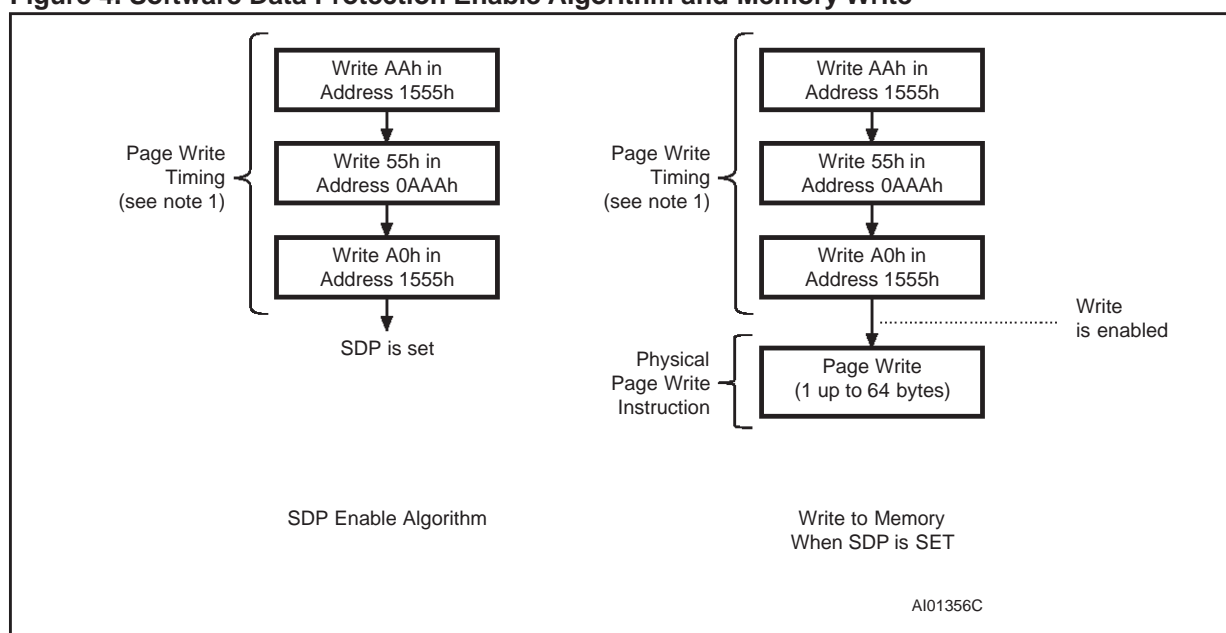 Figure 4. Software Data Protection Enable Algorithm and Memory Write
Write AAh in
Address 1555h
Page Write
Timing
(see note 1)
Write 55h in
Address 0AAAh
Write A0h in
Address 1555h
SDP is set
SDP Enable Algorithm
Write AAh in
Address 1555h
Page Write
Timing
(see note 1)
Write 55h in
Address 0AAAh
Write A0h in
Address 1555h
Write
is enabled
Physical
Page Write
Instruction
Page Write
(1 up to 64 bytes)
Write to Memory
When SDP is SET
AI01356C